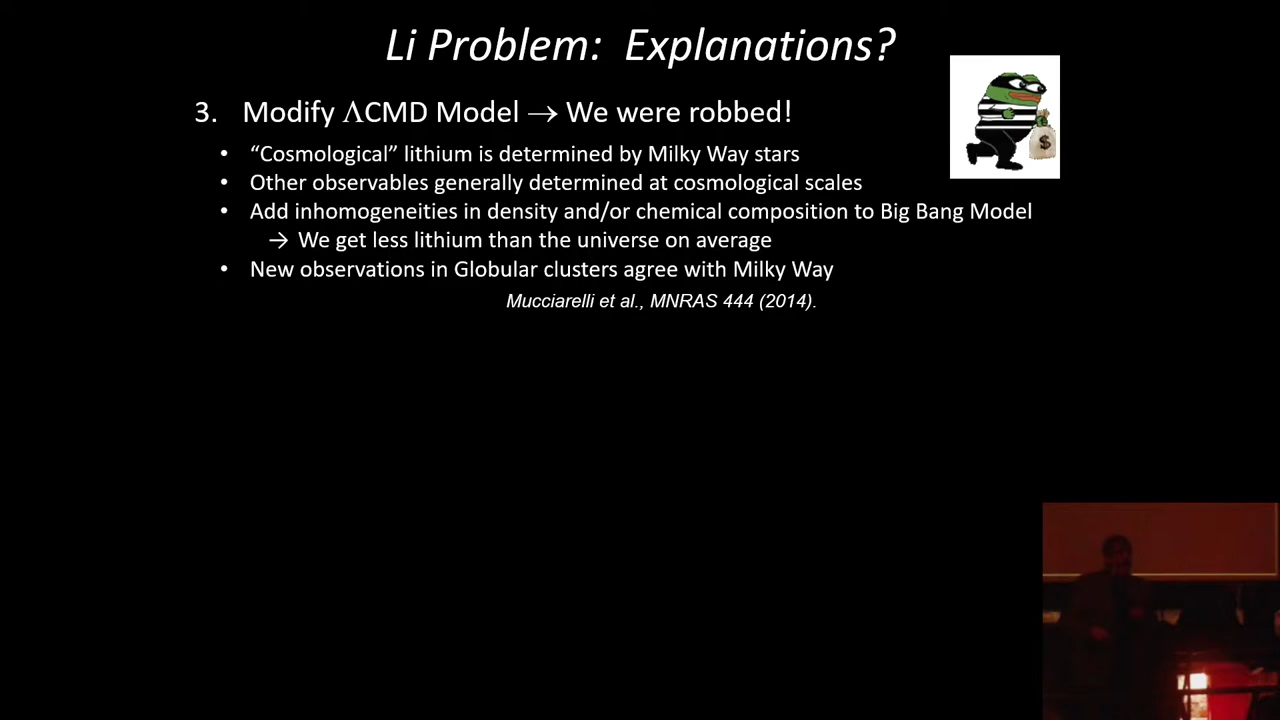 Li Problem: Explanations?
3. Modify ΛCMD Model → We were robbed!
• “Cosmological” lithium is determined by Milky Way stars
• Other observables generally determined at cosmological scales
• Add inhomogeneities in density and/or chemical composition to Big Bang Model
→ We get less lithium than the universe on average
• New observations in Globular clusters agree with Milky Way
Mucciarelli et al., MNRAS 444 (2014).
$